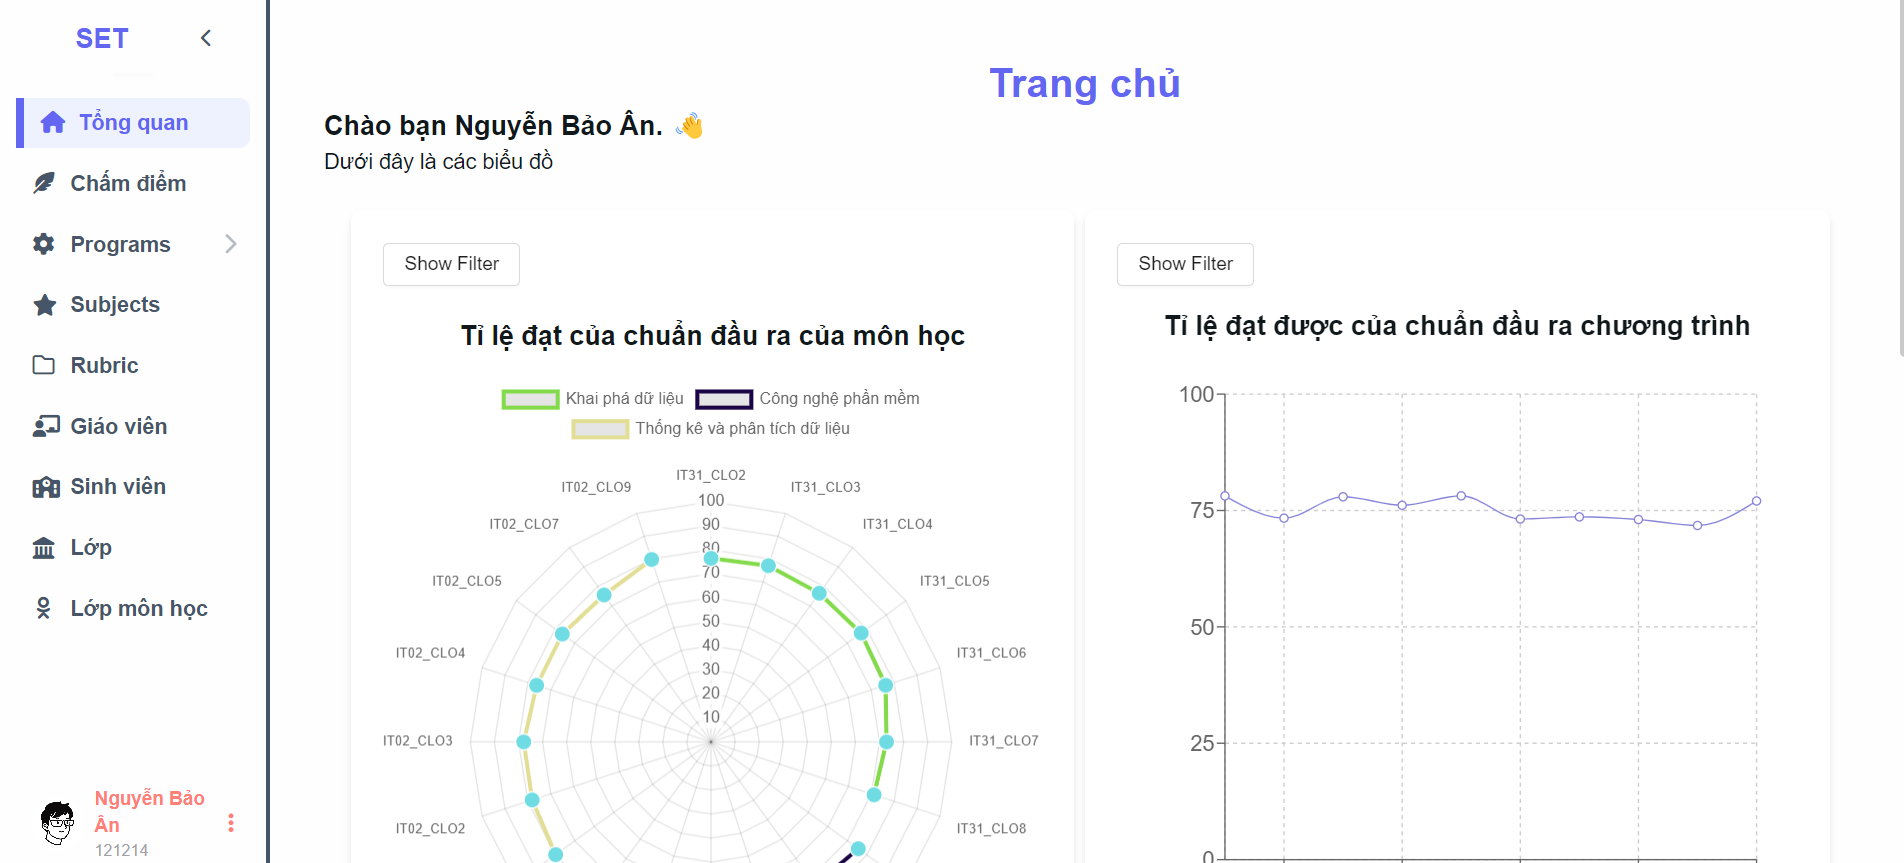 SET
Tổng quan
Chấm điểm
Programs
Subjects
Rubric
Giáo viên
Sinh viên
Lớp
Lớp môn học
Nguyễn Bảo
Ân
121214
Trang chủ
Chào bạn Nguyễn Bảo Ân. 👋
Dưới đây là các biểu đồ
Show Filter
Tỉ lệ đạt của chuẩn đầu ra của môn học
Khai phá dữ liệu Công nghệ phần mềm
Thống kê và phân tích dữ liệu
IT31_CLO2
IT02_CLO9 IT31_CLO3
100
IT02_CLO7 90 IT31_CLO4
80
70
IT02_CLO5 IT31_CLO5
60
50
40
IT02_CLO4 IT31_CLO6
30
20
10
IT02_CLO3 IT31_CLO7
IT02_CLO2 IT31_CLO8
Show Filter
Tỉ lệ đạt được của chuẩn đầu ra chương trình
100
75
50
25
0